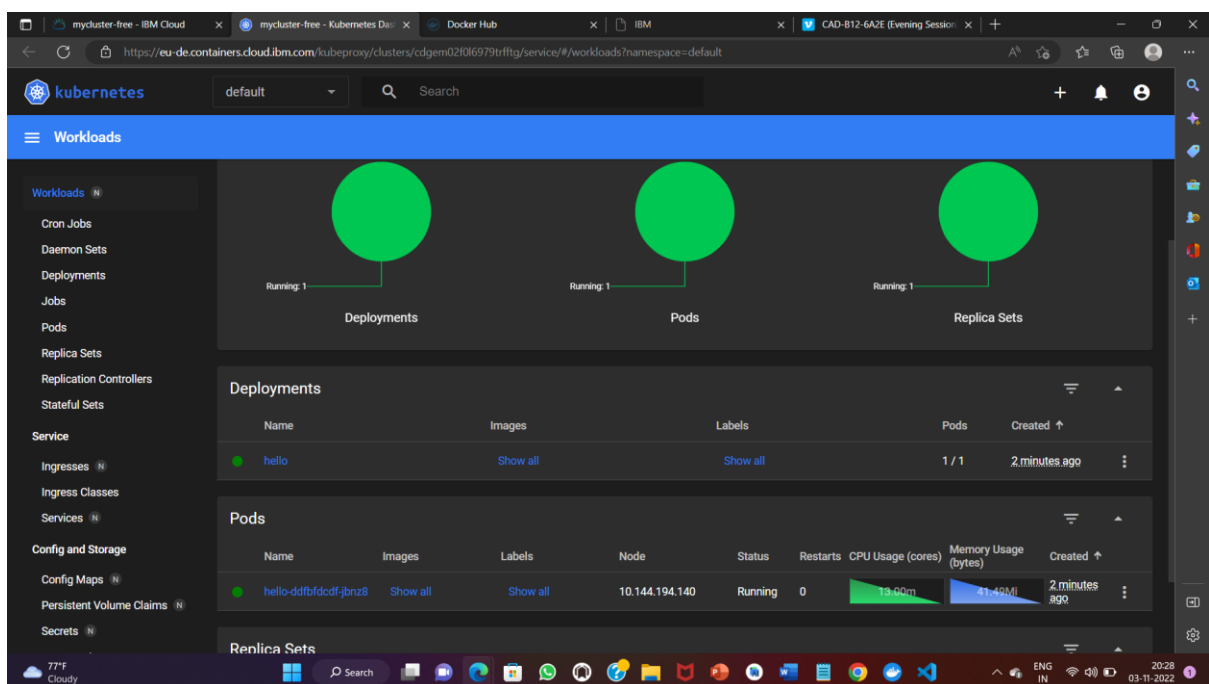 mycluster-free - IBM Cloud
mycluster-free - Kubernetes Das
Docker Hub
IBM
CAD-B12-6A2E (Evening Session
https://eu-de.containers.cloud.ibm.com/kubeproxy/clusters/cdgem02f0l6979trfftg/service/#/workloads?namespace=default
kubernetes
default
Search
Workloads
Workloads N
Cron Jobs
Daemon Sets
Deployments
Jobs
Pods
Replica Sets
Replication Controllers
Stateful Sets
Service
Ingresses N
Ingress Classes
Services N
Config and Storage
Config Maps N
Persistent Volume Claims N
Secrets N
Running: 1
Deployments
Running: 1
Pods
Running: 1
Replica Sets
Deployments
Name Images Labels Pods Created ↑
hello Show all Show all 1 / 1 2 minutes ago
Pods
Name Images Labels Node Status Restarts CPU Usage (cores) Memory Usage (bytes) Created ↑
hello-ddfbfdcdf-jbnz8 Show all Show all 10.144.194.140 Running 0 13.00m 41.49Mi 2 minutes ago
Replica Sets
77°F
Cloudy
Search
ENG
IN
20:28
03-11-2022
1